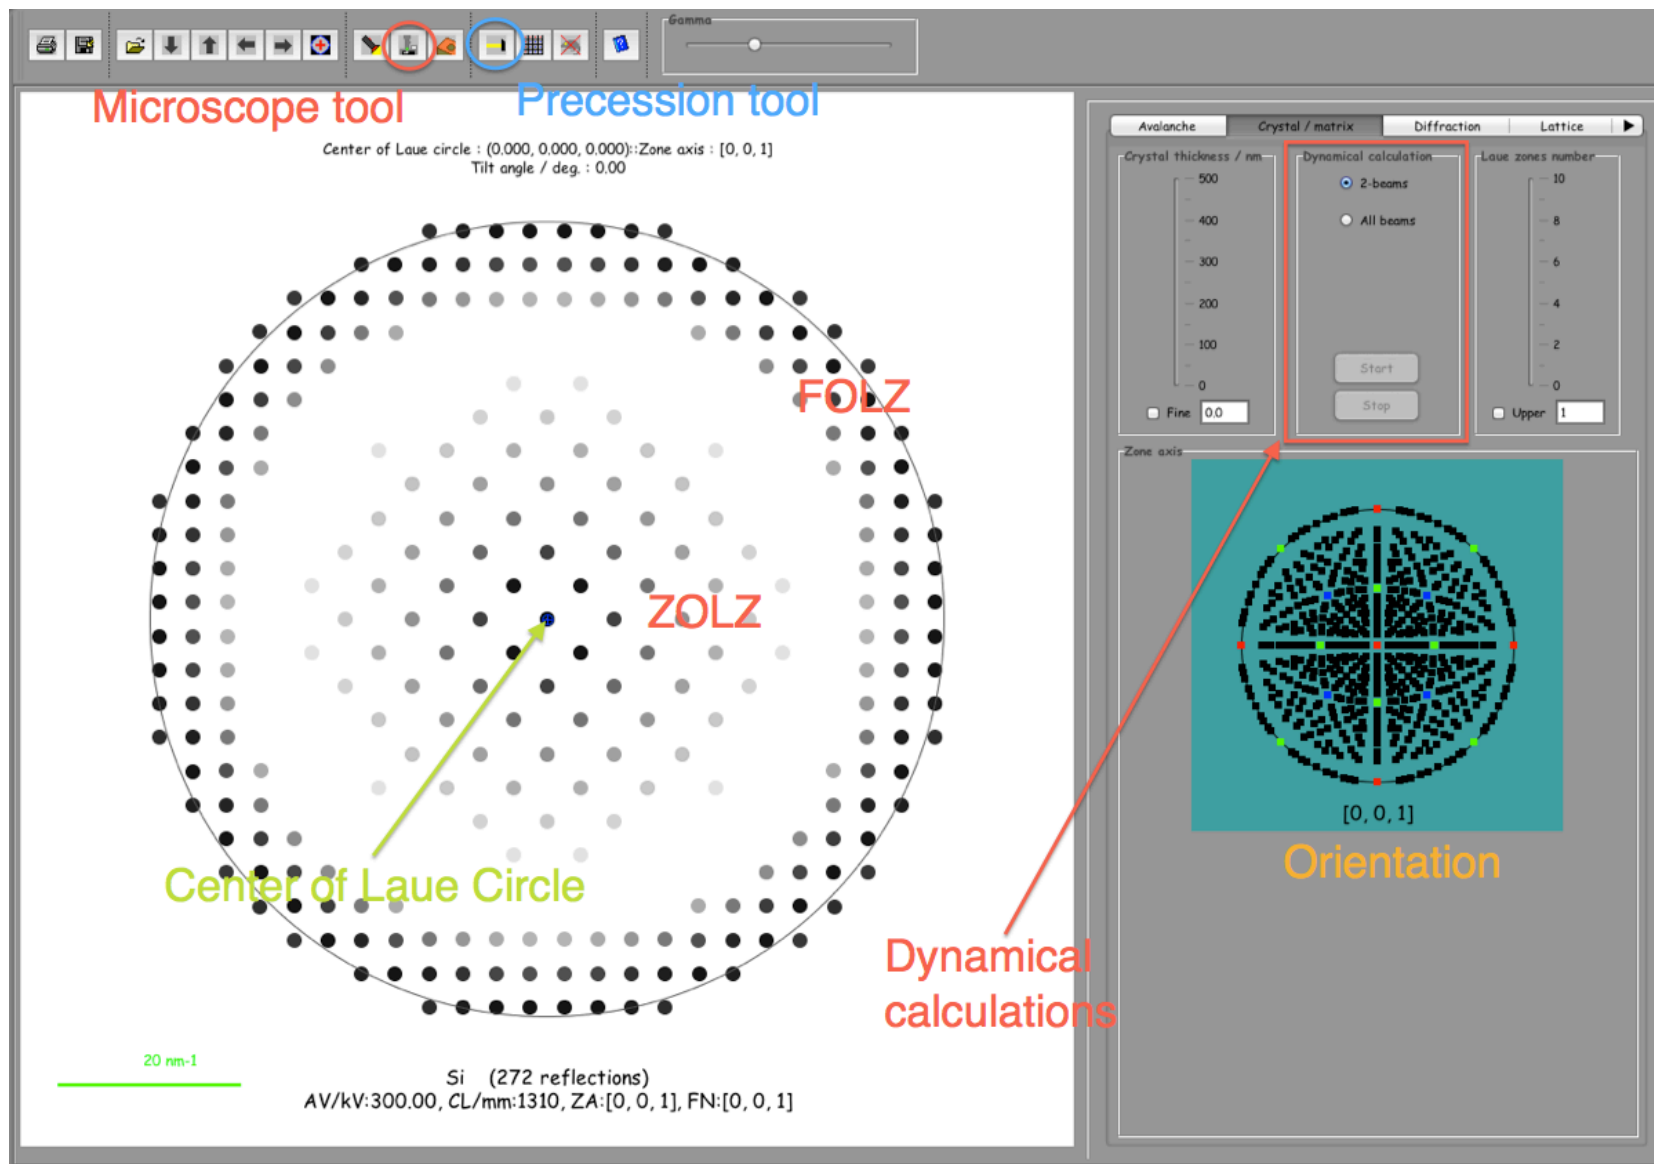 Gamma
Microscope tool
Precession tool
Center of Laue circle : (0.000, 0.000, 0.000)::Zone axis : [0, 0, 1]
Tilt angle / deg. : 0.00
FOLZ
ZOLZ
Center of Laue Circle
20 nm-1
Si (272 reflections)
AV/kV:300.00, CL/mm:1310, ZA:[0, 0, 1], FN:[0, 0, 1]
Avalanche Crystal / matrix Diffraction Lattice
Crystal thickness / nm
500
400
300
200
100
0
Fine 0.0
Dynamical calculation
2-beams
All beams
Start
Stop
Laue zones number
10
8
6
4
2
0
Upper 1
Zone axis
[0, 0, 1]
Orientation
Dynamical
calculations